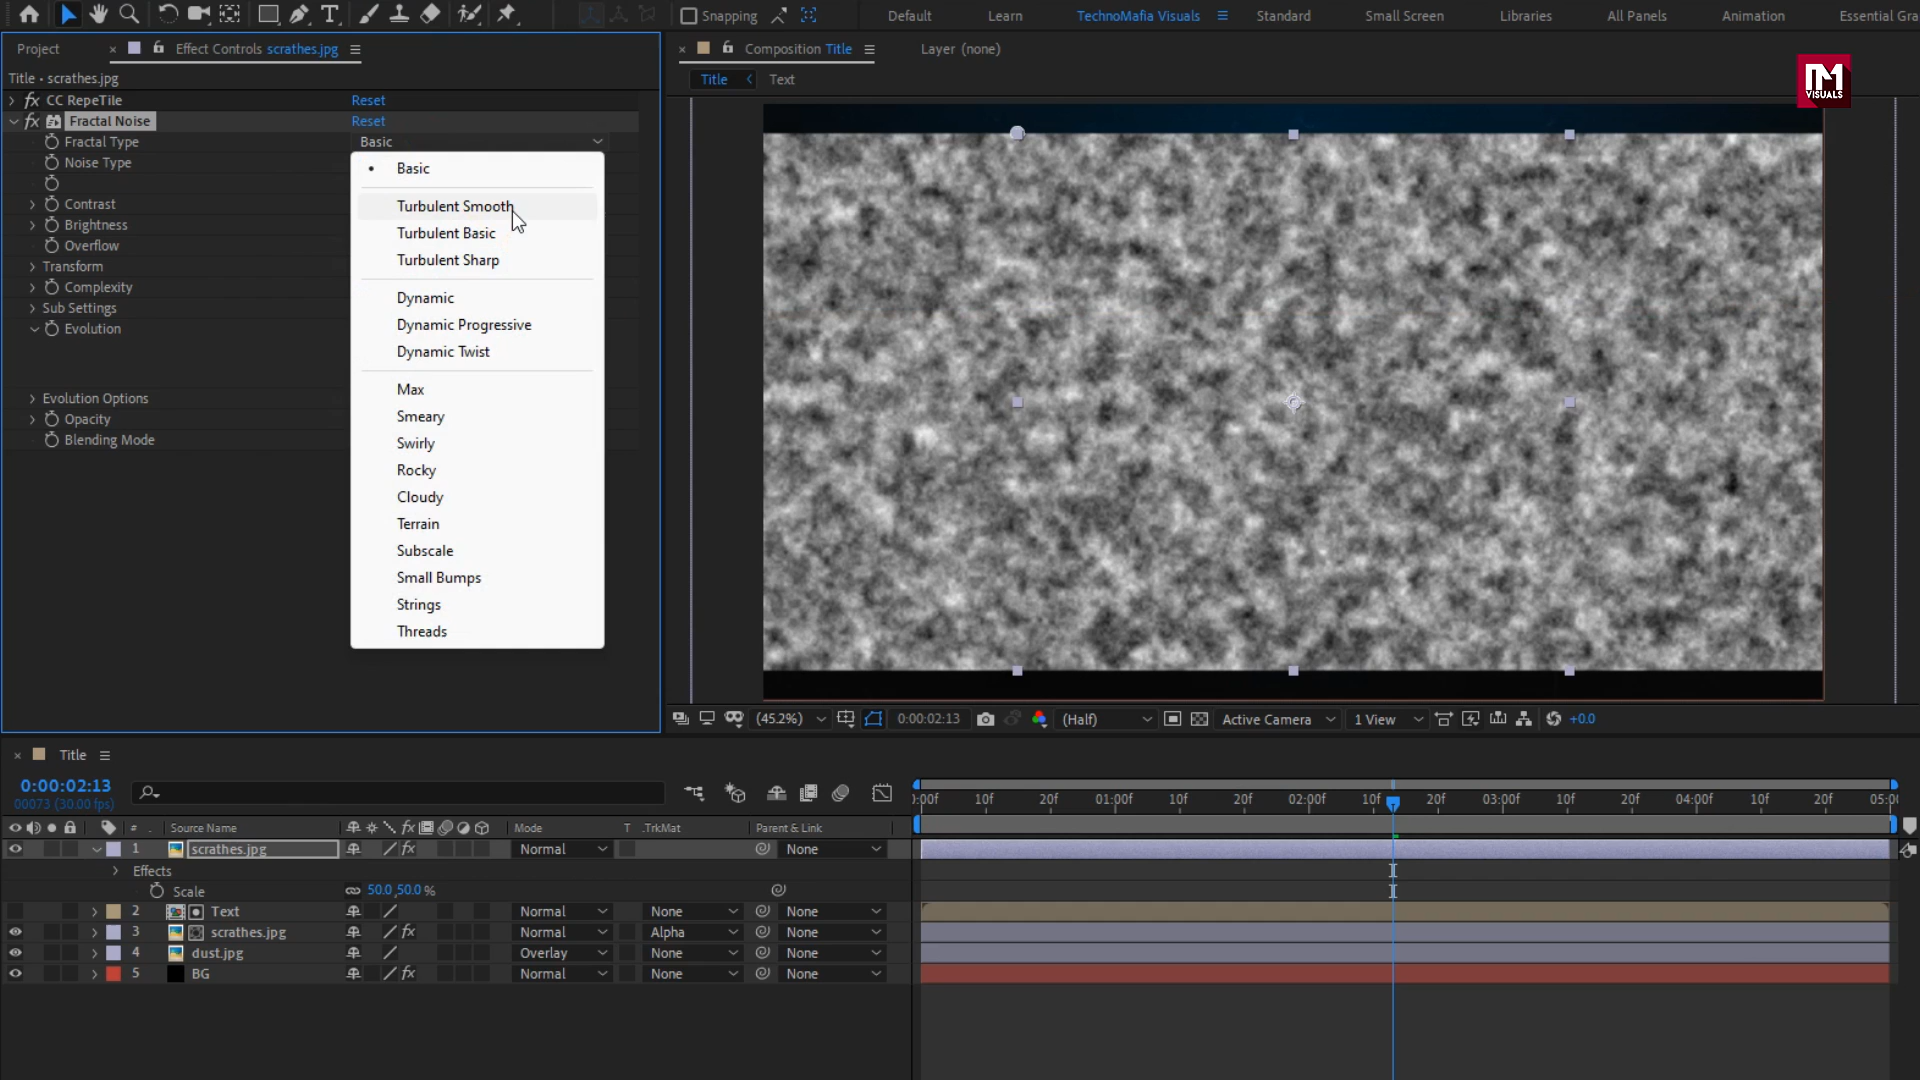 Snapping
Default
Learn
TechnoMafia Visuals
Standard
Small Screen
Libraries
All Panels
Animation
Essential Gra
Project
Effect Controls scrathes.jpg
Composition Title
Layer (none)
VISUALS
Title • scrathes.jpg
Title
Text
fx CC RepeTile Reset
fx Fractal Noise Reset
Fractal Type Basic
Noise Type
Contrast
Brightness
Overflow
Transform
Complexity
Sub Settings
Evolution
Evolution Options
Opacity
Blending Mode
Basic
Turbulent Smooth
Turbulent Basic
Turbulent Sharp
Dynamic
Dynamic Progressive
Dynamic Twist
Max
Smeary
Swirly
Rocky
Cloudy
Terrain
Subscale
Small Bumps
Strings
Threads
(45.2%) 0:00:02:13 (Half) Active Camera 1 View +0.0
Title
0:00:02:13
00073 (30.00 fps)
):00f 10f 20f 01:00f 10f 20f 02:00f 10f 20f 03:00f 10f 20f 04:00f 10f 20f 05:00
# Source Name fx Mode T .TrkMat Parent & Link
1 scrathes.jpg fx Normal None
Effects
Scale 50.0,50.0 %
2 Text Normal None None
3 scrathes.jpg fx Normal Alpha None
4 dust.jpg Overlay None None
5 BG fx Normal None None